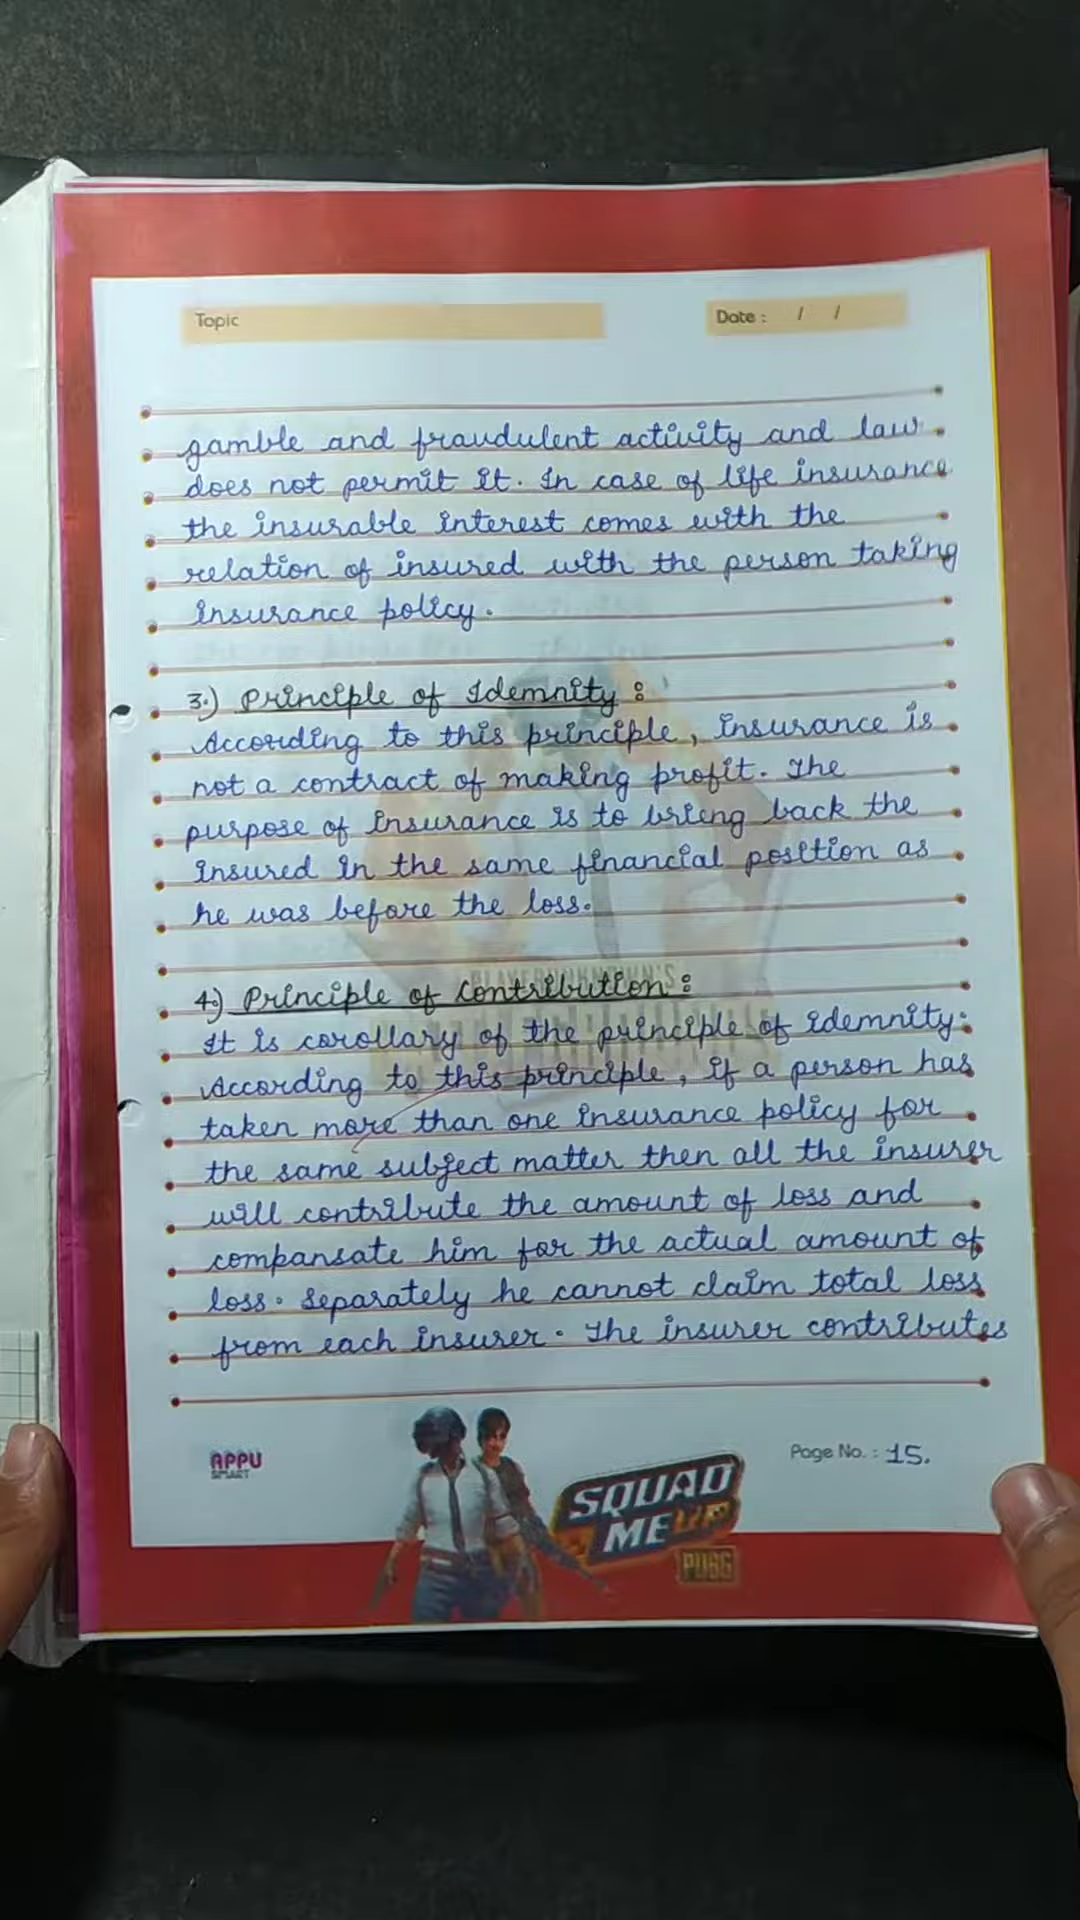 Topic
Date : / /
gamble and fraudulent activity and law
does not permit it. In case of life insurance
the insurable interest comes with the
relation of insured with the person taking
insurance policy.
3.) Principle of Idemnity :
According to this principle, insurance is
not a contract of making profit. The
purpose of insurance is to brieng back the
insured in the same financial position as
he was before the loss.
PLAYERUNKNOWN'S
4.) Principle of Contribution :
It is corollary of the principle of idemnity.
According to this principle, if a person has
taken more than one insurance policy for
the same subject matter then all the insurer
will contribute the amount of loss and
compansate him for the actual amount of
loss. Separately he cannot claim total loss
from each insurer. The insurer contributes
APPU
SMART
SQUAD
ME UP
PUBG
Page No. : 15.